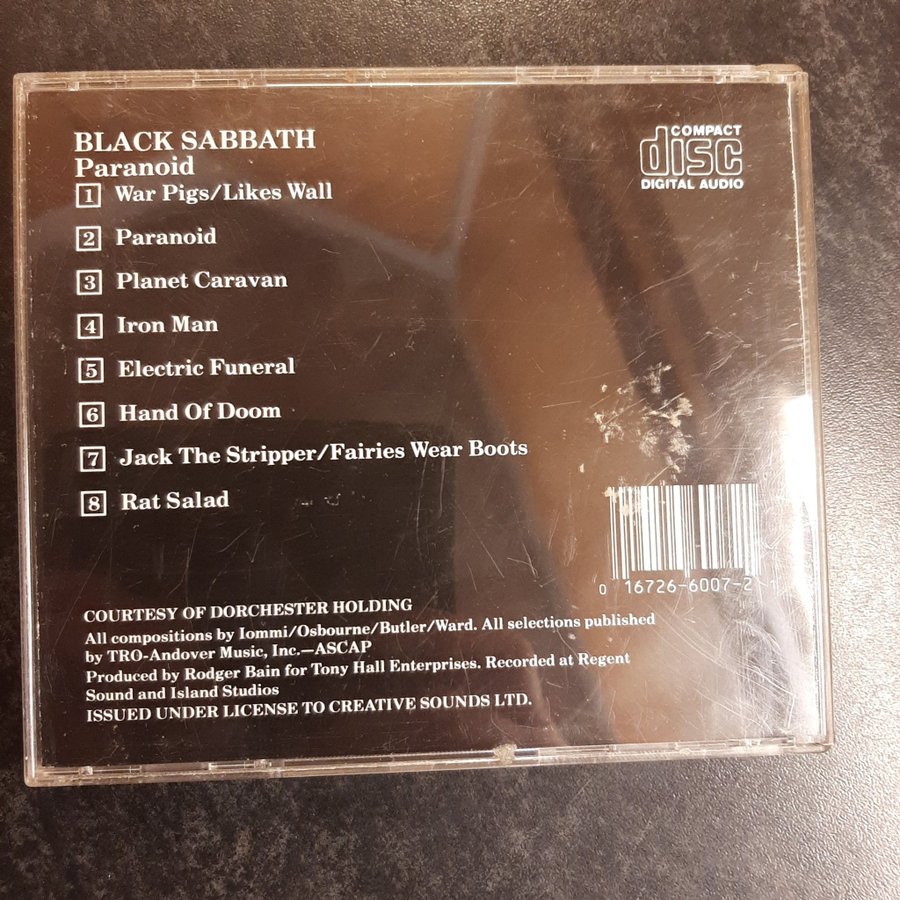 BLACK SABBATH
Paranoid
1 War Pigs/Likes Wall
2 Paranoid
3 Planet Caravan
4 Iron Man
5 Electric Funeral
6 Hand Of Doom
7 Jack The Stripper/Fairies Wear Boots
8 Rat Salad
COMPACT
disc
DIGITAL AUDIO
0 16726-6007-2 1
COURTESY OF DORCHESTER HOLDING
All compositions by Iommi/Osbourne/Butler/Ward. All selections published
by TRO-Andover Music, Inc.—ASCAP
Produced by Rodger Bain for Tony Hall Enterprises. Recorded at Regent
Sound and Island Studios
ISSUED UNDER LICENSE TO CREATIVE SOUNDS LTD.